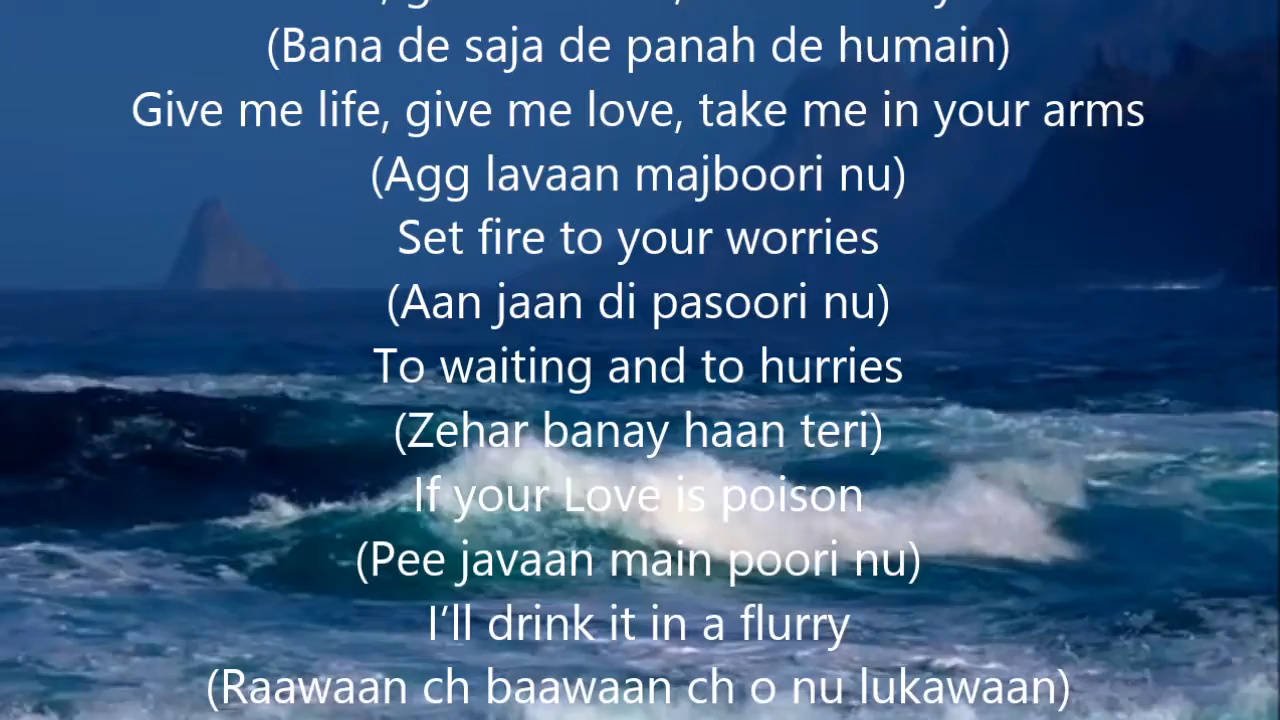 (Bana de saja de panah de humain)
Give me life, give me love, take me in your arms
(Agg lavaan majboori nu)
Set fire to your worries
(Aan jaan di pasoori nu)
To waiting and to hurries
(Zehar banay haan teri)
If your Love is poison
(Pee javaan main poori nu)
I’ll drink it in a flurry
(Raawaan ch baawaan ch o nu lukawaan)